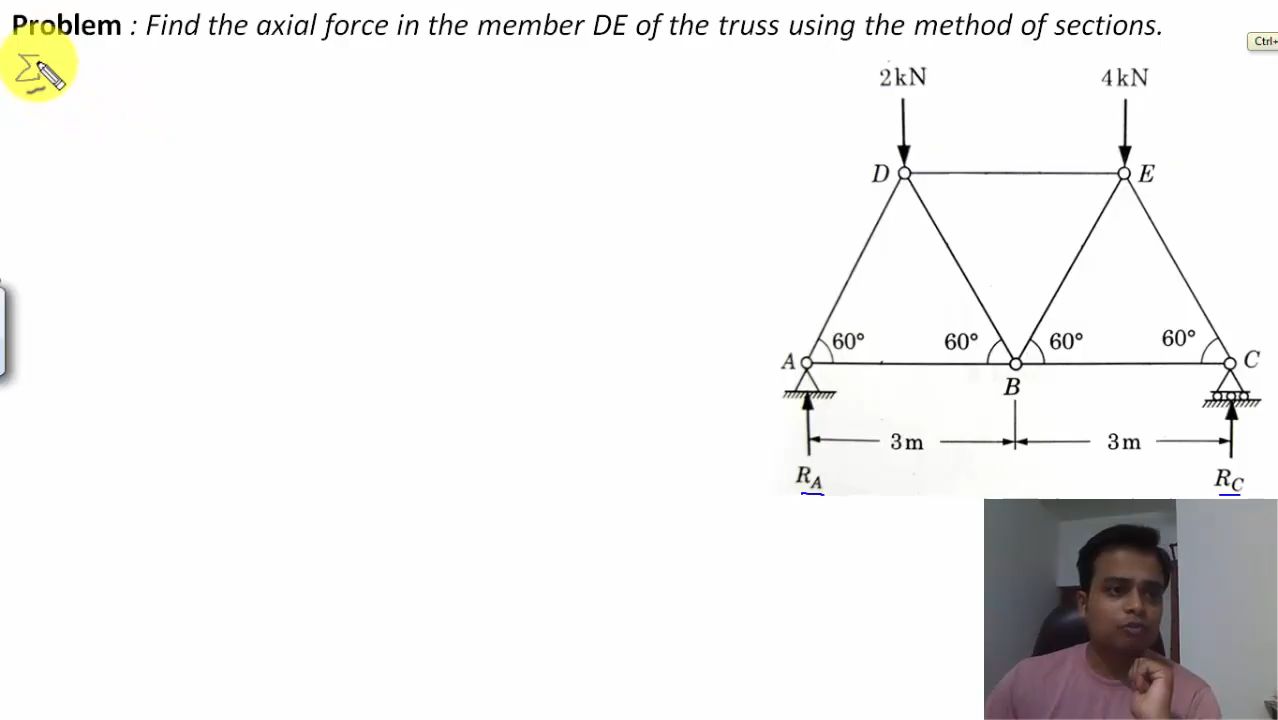 Problem : Find the axial force in the member DE of the truss using the method of sections.
Ctrl+
Σ
2kN 4kN
D E
60° 60° 60° 60°
A C
B
3m 3m
R_A R_C